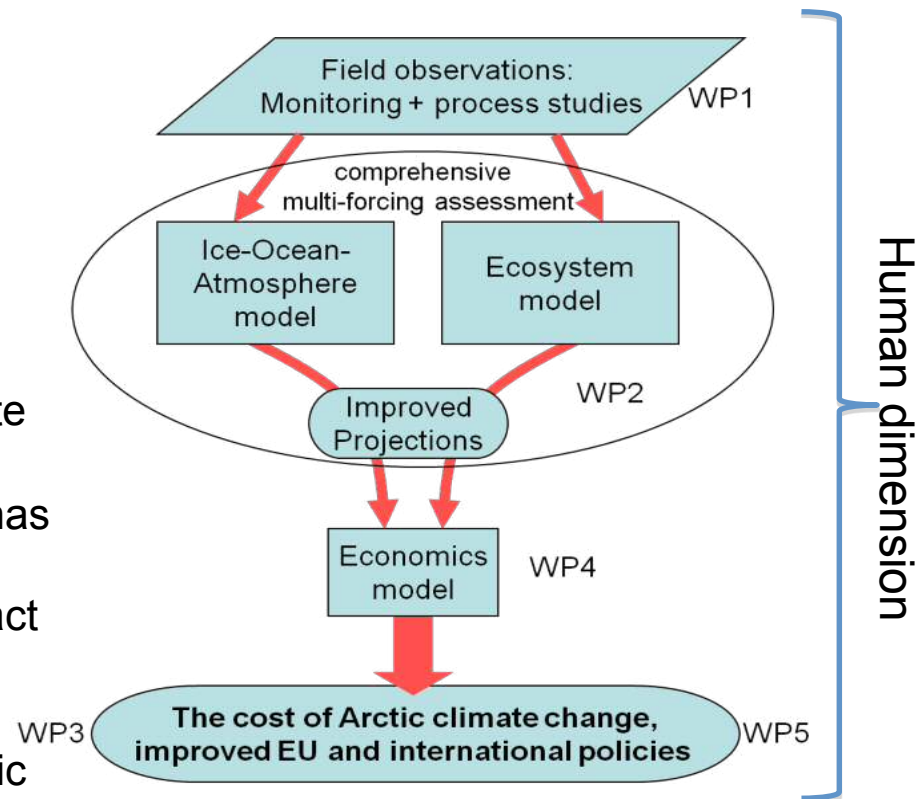 Field observations:
Monitoring + process studies
WP1
comprehensive
multi-forcing assessment
Ice-Ocean-
Atmosphere
model
Ecosystem
model
WP2
Improved
Projections
Economics
model
WP4
WP3
The cost of Arctic climate change,
improved EU and international policies
WP5
Human dimension